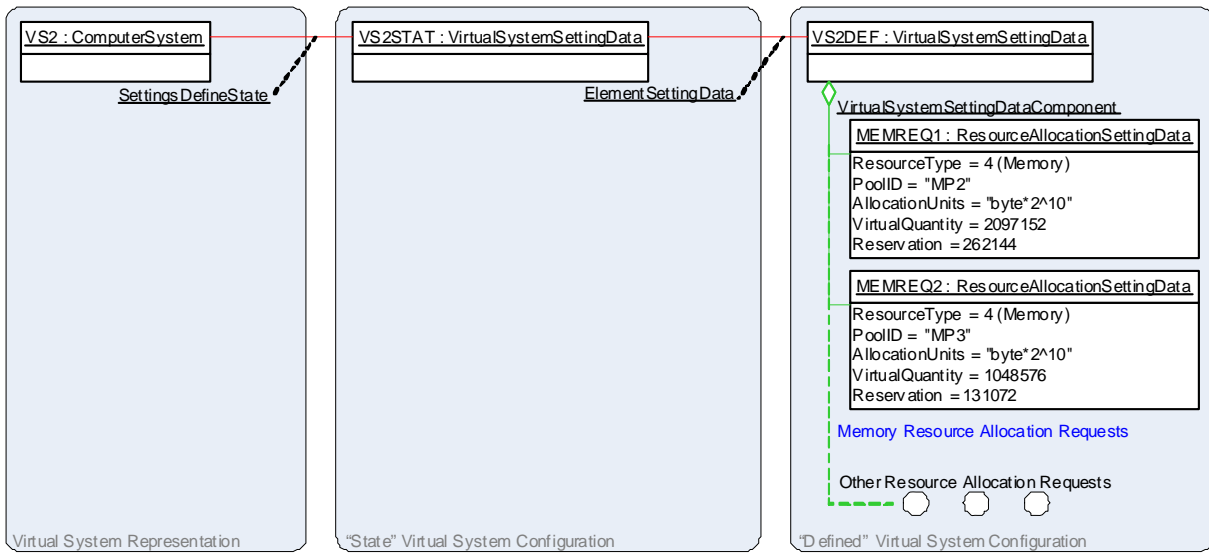 VS2 : ComputerSystem
SettingsDefineState
Virtual System Representation
VS2STAT : VirtualSystemSettingData
ElementSettingData
“State” Virtual System Configuration
VS2DEF : VirtualSystemSettingData
VirtualSystemSettingDataComponent
MEMREQ1 : ResourceAllocationSettingData
ResourceType = 4 (Memory)
PoolID = "MP2"
AllocationUnits = "byte*2^10"
VirtualQuantity = 2097152
Reservation = 262144
MEMREQ2 : ResourceAllocationSettingData
ResourceType = 4 (Memory)
PoolID = "MP3"
AllocationUnits = "byte*2^10"
VirtualQuantity = 1048576
Reservation = 131072
Memory Resource Allocation Requests
Other Resource Allocation Requests
“Defined” Virtual System Configuration